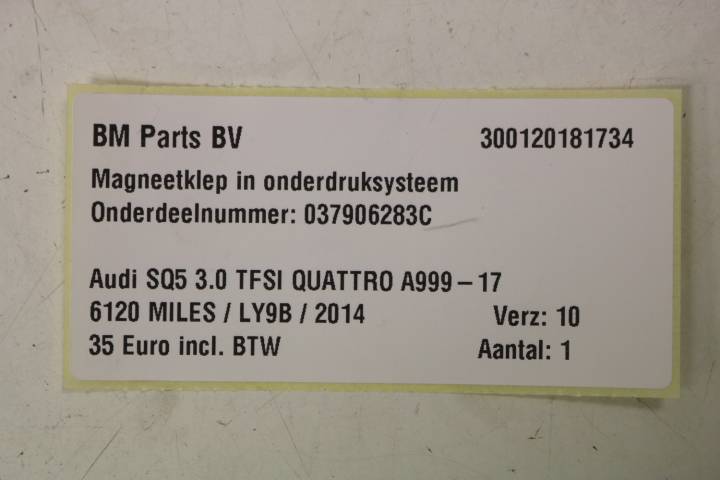 BM Parts BV 300120181734
Magneetklep in onderdruksysteem
Onderdeelnummer: 037906283C
Audi SQ5 3.0 TFSI QUATTRO A999 – 17
6120 MILES / LY9B / 2014 Verz: 10
35 Euro incl. BTW Aantal: 1